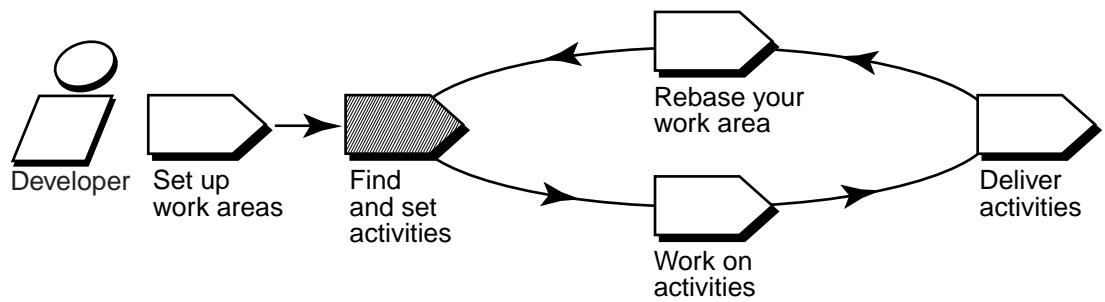 Developer
Set up
work areas
Find
and set
activities
Rebase your
work area
Work on
activities
Deliver
activities